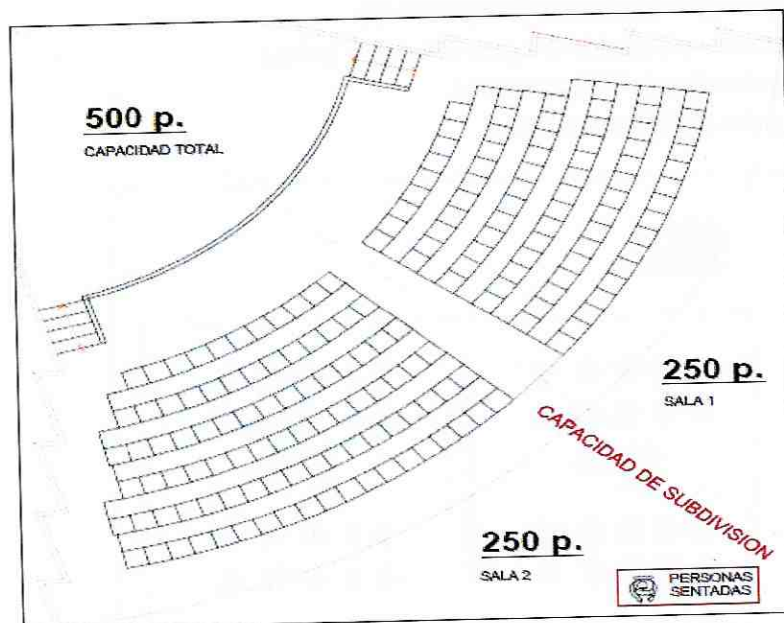 500 p.
CAPACIDAD TOTAL
250 p.
SALA 1
CAPACIDAD DE SUBDIVISION
250 p.
SALA 2
PERSONAS
SENTADAS